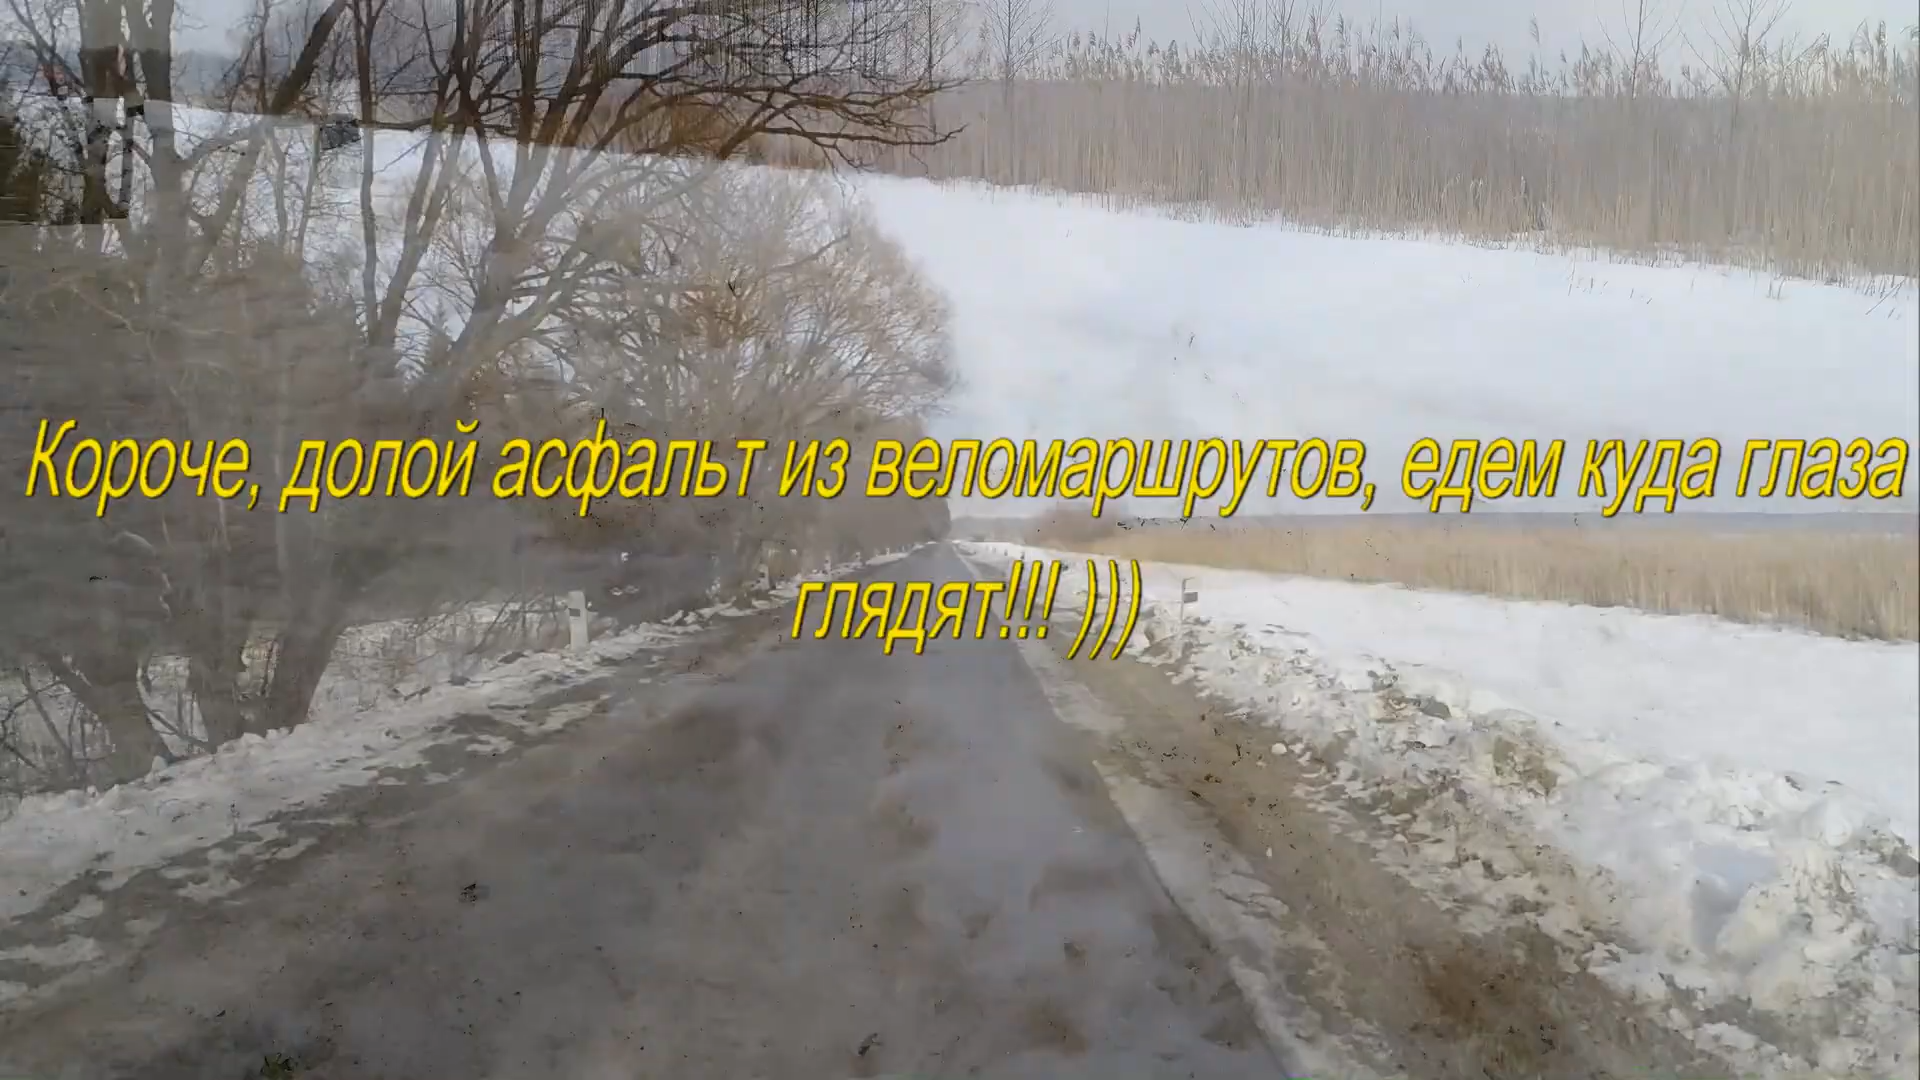 Короче, долой асфальт из веломаршрутов, едем куда глаза
глядят!!! )))